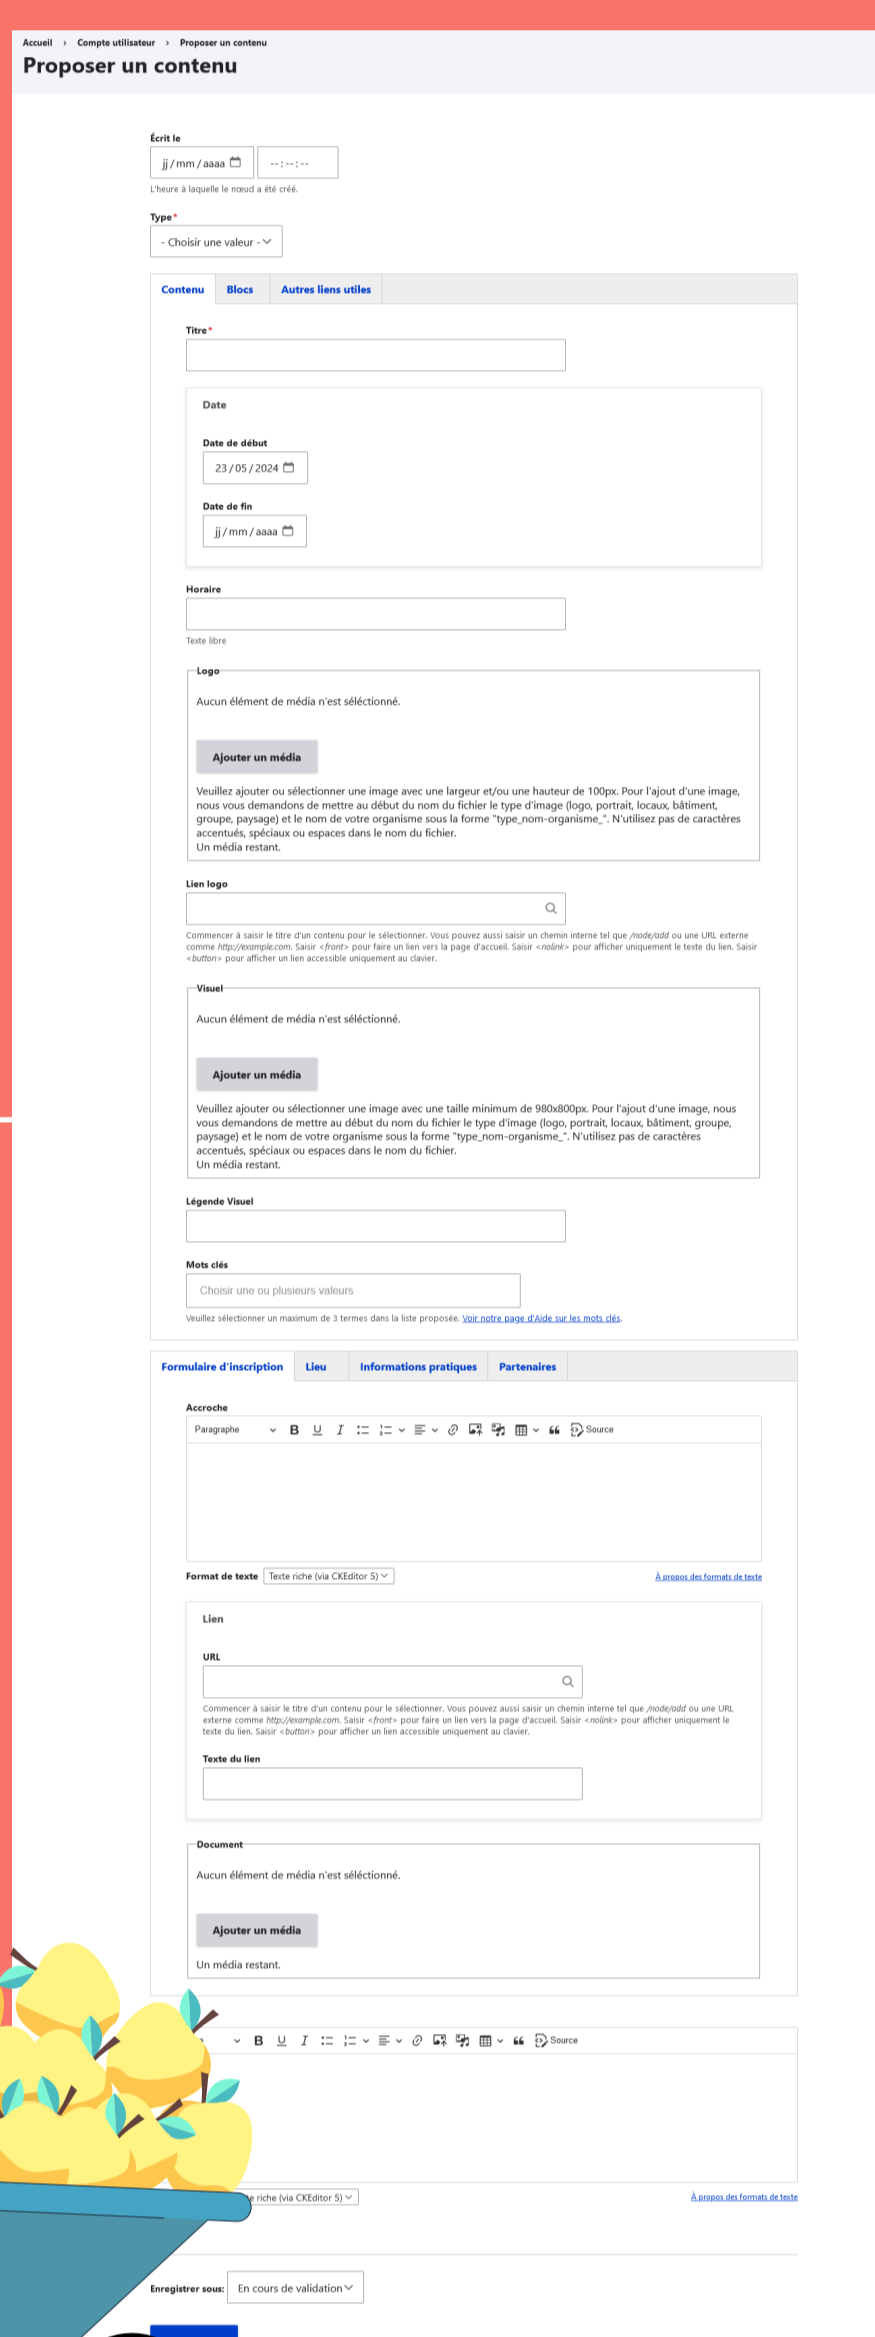 Accueil › Compte utilisateur › Proposer un contenu
Proposer un contenu
Écrit le
jj/mm/aaaa --:--:--
L'heure à laquelle le nœud a été créé.
Type*
- Choisir une valeur -
Contenu Blocs Autres liens utiles
Titre*
Date
Date de début
23/05/2024
Date de fin
jj/mm/aaaa
Horaire
Texte libre
Logo
Aucun élément de média n'est séléctionné.
Ajouter un média
Veuillez ajouter ou sélectionner une image avec une largeur et/ou une hauteur de 100px. Pour l'ajout d'une image,
nous vous demandons de mettre au début du nom du fichier le type d'image (logo, portrait, locaux, bâtiment,
groupe, paysage) et le nom de votre organisme sous la forme "type_nom-organisme_". N'utilisez pas de caractères
accentués, spéciaux ou espaces dans le nom du fichier.
Un média restant.
Lien logo
Commencer à saisir le titre d'un contenu pour le sélectionner. Vous pouvez aussi saisir un chemin interne tel que /node/add ou une URL externe
comme http://example.com. Saisir <front> pour faire un lien vers la page d'accueil. Saisir <nolink> pour afficher uniquement le texte du lien. Saisir
<button> pour afficher un lien accessible uniquement au clavier.
Visuel
Aucun élément de média n'est séléctionné.
Ajouter un média
Veuillez ajouter ou sélectionner une image avec une taille minimum de 980x800px. Pour l'ajout d'une image, nous
vous demandons de mettre au début du nom du fichier le type d'image (logo, portrait, locaux, bâtiment, groupe,
paysage) et le nom de votre organisme sous la forme "type_nom-organisme_". N'utilisez pas de caractères
accentués, spéciaux ou espaces dans le nom du fichier.
Un média restant.
Légende Visuel
Mots clés
Choisir une ou plusieurs valeurs
Veuillez sélectionner un maximum de 3 termes dans la liste proposée. Voir notre page d'Aide sur les mots clés.
Formulaire d'inscription Lieu Informations pratiques Partenaires
Accroche
Paragraphe B U I Source
Format de texte Texte riche (via CKEditor 5) À propos des formats de texte
Lien
URL
Commencer à saisir le titre d'un contenu pour le sélectionner. Vous pouvez aussi saisir un chemin interne tel que /node/add ou une URL
externe comme http://example.com. Saisir <front> pour faire un lien vers la page d'accueil. Saisir <nolink> pour afficher uniquement le
texte du lien. Saisir <button> pour afficher un lien accessible uniquement au clavier.
Texte du lien
Document
Aucun élément de média n'est séléctionné.
Ajouter un média
Un média restant.
B U I Source
riche (via CKEditor 5) À propos des formats de texte
Enregistrer sous: En cours de validation